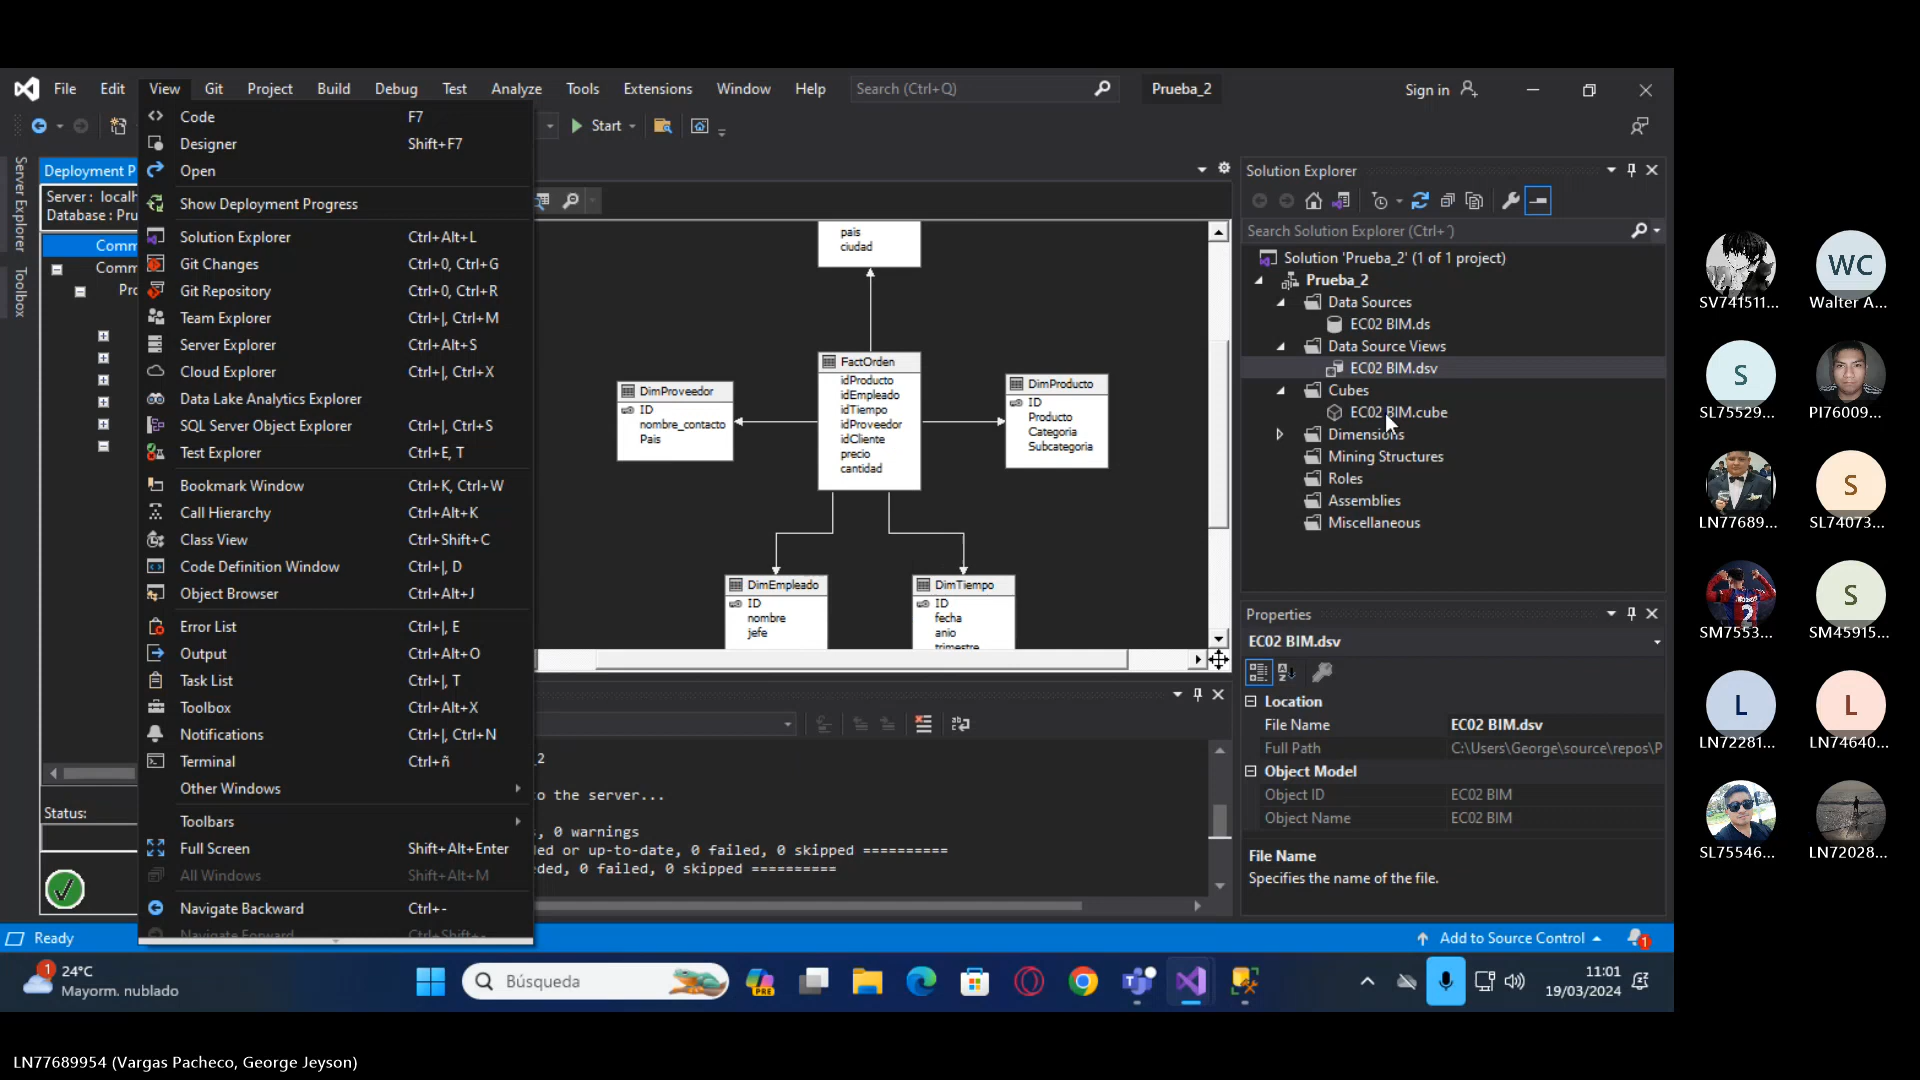 File Edit View Git Project Build Debug Test Analyze Tools Extensions Window Help Search (Ctrl+Q) Prueba_2 Sign in
Start
Server Explorer
Toolbox
Deployment P
Server : localh
Database : Pru
Comm
Comm
Pro
Status:
Code F7
Designer Shift+F7
Open
Show Deployment Progress
Solution Explorer Ctrl+Alt+L
Git Changes Ctrl+0, Ctrl+G
Git Repository Ctrl+0, Ctrl+R
Team Explorer Ctrl+|, Ctrl+M
Server Explorer Ctrl+Alt+S
Cloud Explorer Ctrl+|, Ctrl+X
Data Lake Analytics Explorer
SQL Server Object Explorer Ctrl+|, Ctrl+S
Test Explorer Ctrl+E, T
Bookmark Window Ctrl+K, Ctrl+W
Call Hierarchy Ctrl+Alt+K
Class View Ctrl+Shift+C
Code Definition Window Ctrl+|, D
Object Browser Ctrl+Alt+J
Error List Ctrl+|, E
Output Ctrl+Alt+O
Task List Ctrl+|, T
Toolbox Ctrl+Alt+X
Notifications Ctrl+|, Ctrl+N
Terminal Ctrl+ñ
Other Windows
Toolbars
Full Screen Shift+Alt+Enter
All Windows Shift+Alt+M
Navigate Backward Ctrl+-
Navigate Forward Ctrl+Shift+-
pais
ciudad
FactOrden
idProducto
idEmpleado
idTiempo
idProveedor
idCliente
precio
cantidad
DimProveedor
ID
nombre_contacto
Pais
DimProducto
ID
Producto
Categoria
Subcategoria
DimEmpleado
ID
nombre
jefe
DimTiempo
ID
fecha
anio
trimestre
_2
o the server...
, 0 warnings
ded or up-to-date, 0 failed, 0 skipped ==========
ded, 0 failed, 0 skipped ==========
Solution Explorer
Search Solution Explorer (Ctrl+´)
Solution 'Prueba_2' (1 of 1 project)
Prueba_2
Data Sources
EC02 BIM.ds
Data Source Views
EC02 BIM.dsv
Cubes
EC02 BIM.cube
Dimensions
Mining Structures
Roles
Assemblies
Miscellaneous
Properties
EC02 BIM.dsv
Location
File Name EC02 BIM.dsv
Full Path C:\Users\George\source\repos\P
Object Model
Object ID EC02 BIM
Object Name EC02 BIM
File Name
Specifies the name of the file.
Ready
Add to Source Control
1
1
24°C
Mayorm. nublado
Búsqueda
PRE
11:01
19/03/2024
SV741511...
WC
Walter A...
S
SL75529...
PI76009...
LN77689...
S
SL74073...
SM7553...
S
SM45915...
L
LN72281...
L
LN74640...
SL75546...
LN72028...
LN77689954 (Vargas Pacheco, George Jeyson)